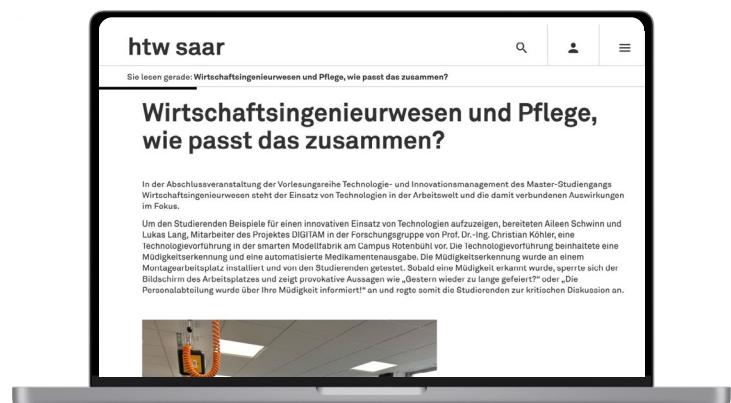 htw saar
Sie lesen gerade: Wirtschaftsingenieurwesen und Pflege, wie passt das zusammen?
Wirtschaftsingenieurwesen und Pflege,
wie passt das zusammen?
In der Abschlussveranstaltung der Vorlesungsreihe Technologie- und Innovationsmanagement des Master-Studiengangs
Wirtschaftsingenieurwesen steht der Einsatz von Technologien in der Arbeitswelt und die damit verbundenen Auswirkungen
im Fokus.
Um den Studierenden Beispiele für einen innovativen Einsatz von Technologien aufzuzeigen, bereiteten Aileen Schwinn und
Lukas Lang, Mitarbeiter des Projektes DIGITAM in der Forschungsgruppe von Prof. Dr.-Ing. Christian Köhler, eine
Technologievorführung in der smarten Modellfabrik am Campus Rotenbühl vor. Die Technologievorführung beinhaltete eine
Müdigkeitserkennung und eine automatisierte Medikamentenausgabe. Die Müdigkeitserkennung wurde an einem
Montagearbeitsplatz installiert und von den Studierenden getestet. Sobald eine Müdigkeit erkannt wurde, sperrte sich der
Bildschirm des Arbeitsplatzes und zeigt provokative Aussagen wie „Gestern wieder zu lange gefeiert?“ oder „Die
Personalabteilung wurde über Ihre Müdigkeit informiert!“ an und regte somit die Studierenden zur kritischen Diskussion an.